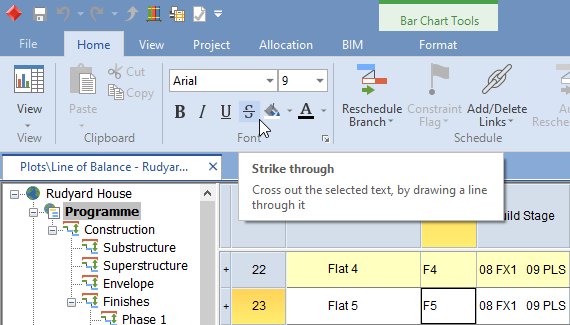 Bar Chart Tools
File Home View Project Allocation BIM Format
View
Paste
Cut
Copy
Arial 9
B I U S A
Reschedule Branch
Constraint Flag
Add/Delete Links
View Clipboard Font Schedule
Plots\Line of Balance - Rudyar...
Strike through
Cross out the selected text, by drawing a line
through it
Rudyard House
Programme
Construction
Substructure
Superstructure
Envelope
Finishes
Phase 1
Stage
+ 22 Flat 4 F4 08 FX1 09 PLS
+ 23 Flat 5 F5 08 FX1 09 PLS